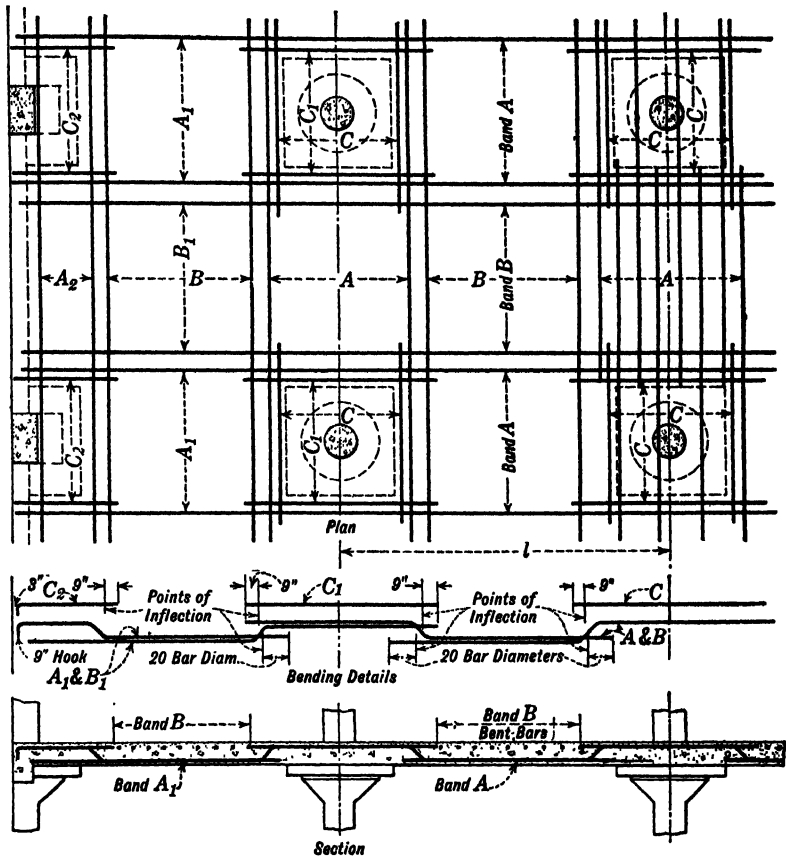 C₂ A₁ C₁ C Band A C C
B₁ Band B
A₂ B A B A
C₂ A₁ C₁ C Band A C C
Plan
l
3" C₂ 9" 9" C₁ 9" 9" C
Points of Inflection Points of Inflection
9" Hook 20 Bar Diam. 20 Bar Diameters A & B
A₁ & B₁
Bending Details
Band B Band B
Bent Bars
Band A₁ Band A
Section